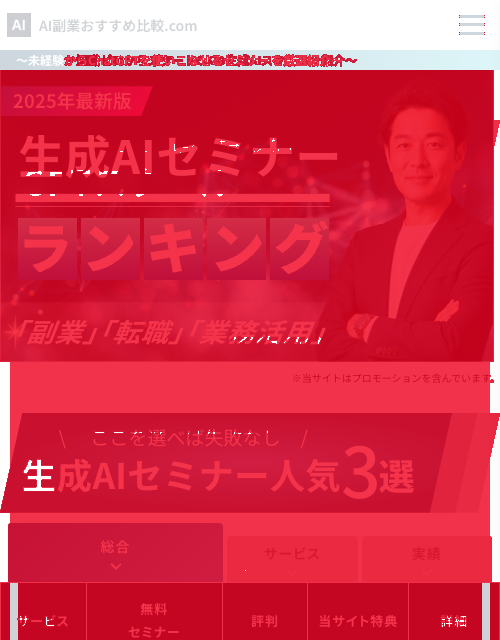 AI AI副業おすすめ比較.com
〜未経験
2025年最新版
生成AIセミナー
ランキング
「副業」「転職」「業務活用」
※当サイトはプロモーションを含んでいます。
\ ここを選べば失敗なし /
生成AIセミナー人気3選
総合
サービス
実績
サービス
無料
セミナー
評判
当サイト特典
詳細